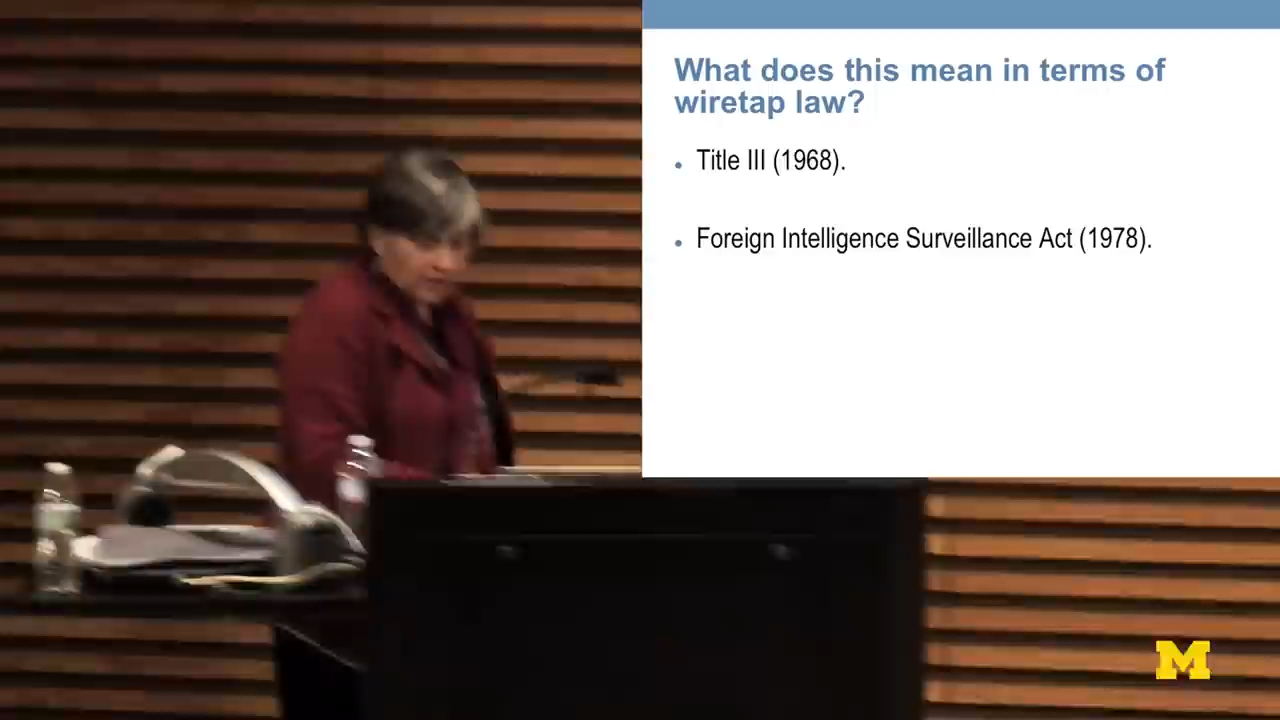 What does this mean in terms of
wiretap law?
• Title III (1968).
• Foreign Intelligence Surveillance Act (1978).
M